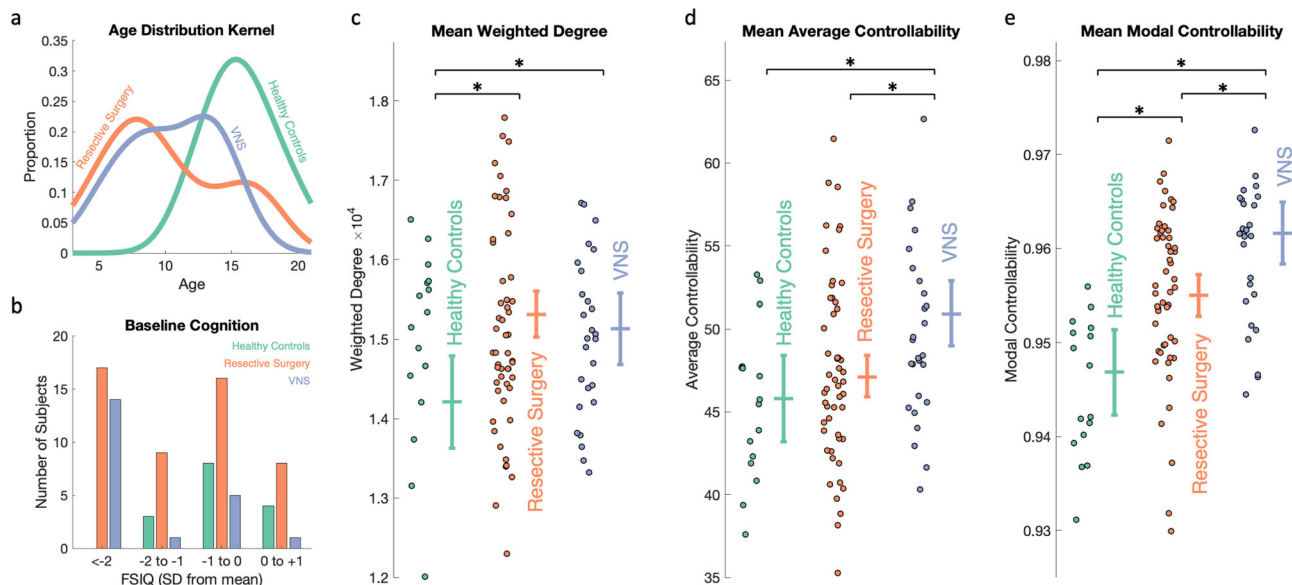 a
Age Distribution Kernel
0.35
0.3
0.25
0.2
0.15
0.1
0.05
0
Proportion
Resective Surgery
VNS
Healthy Controls
5
10
15
20
Age
b
Baseline Cognition
Healthy Controls
Resective Surgery
VNS
20
15
10
5
0
Number of Subjects
<-2
-2 to -1
-1 to 0
0 to +1
FSIQ (SD from mean)
c
Mean Weighted Degree
*
*
1.8
1.7
1.6
1.5
1.4
1.3
1.2
Weighted Degree ×10⁴
Healthy Controls
Resective Surgery
VNS
d
Mean Average Controllability
*
*
65
60
55
50
45
40
35
Average Controllability
Healthy Controls
Resective Surgery
VNS
e
Mean Modal Controllability
*
*
*
0.98
0.97
0.96
0.95
0.94
0.93
Modal Controllability
Healthy Controls
Resective Surgery
VNS